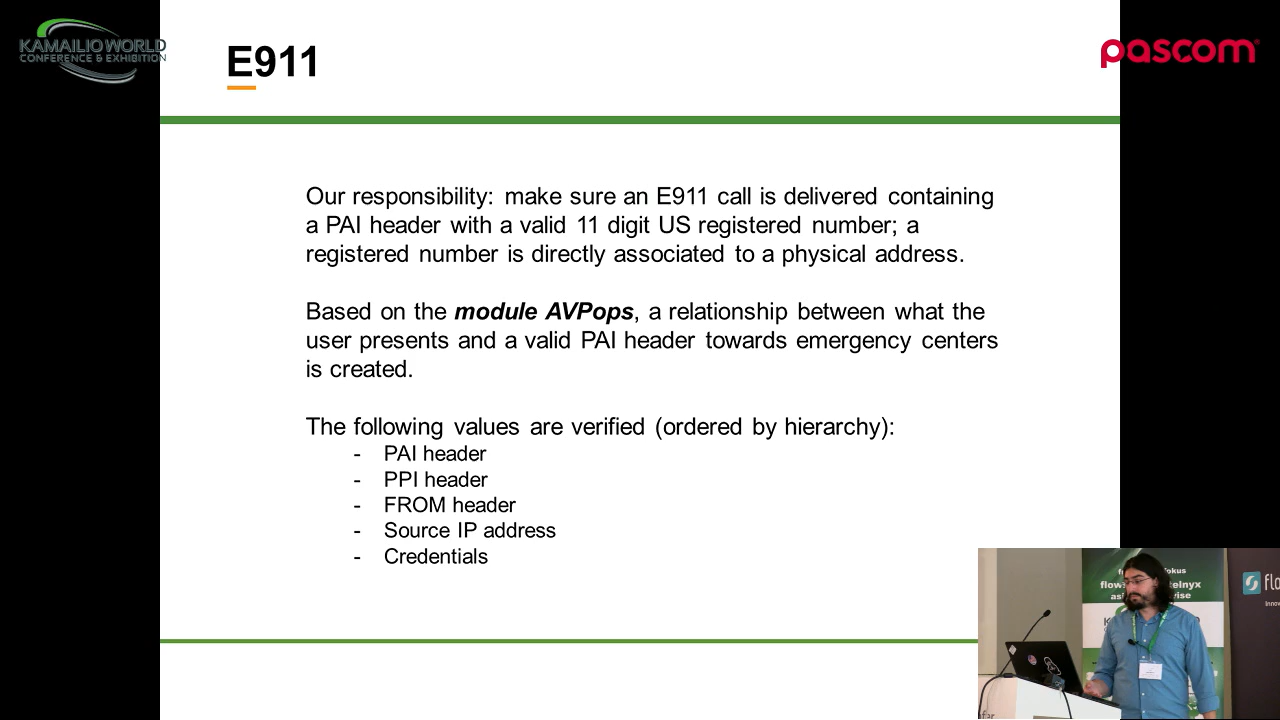 KAMAILIO WORLD
CONFERENCE & EXHIBITION
E911
pascom
Our responsibility: make sure an E911 call is delivered containing
a PAI header with a valid 11 digit US registered number; a
registered number is directly associated to a physical address.
Based on the module AVPops, a relationship between what the
user presents and a valid PAI header towards emergency centers
is created.
The following values are verified (ordered by hierarchy):
- PAI header
- PPI header
- FROM header
- Source IP address
- Credentials